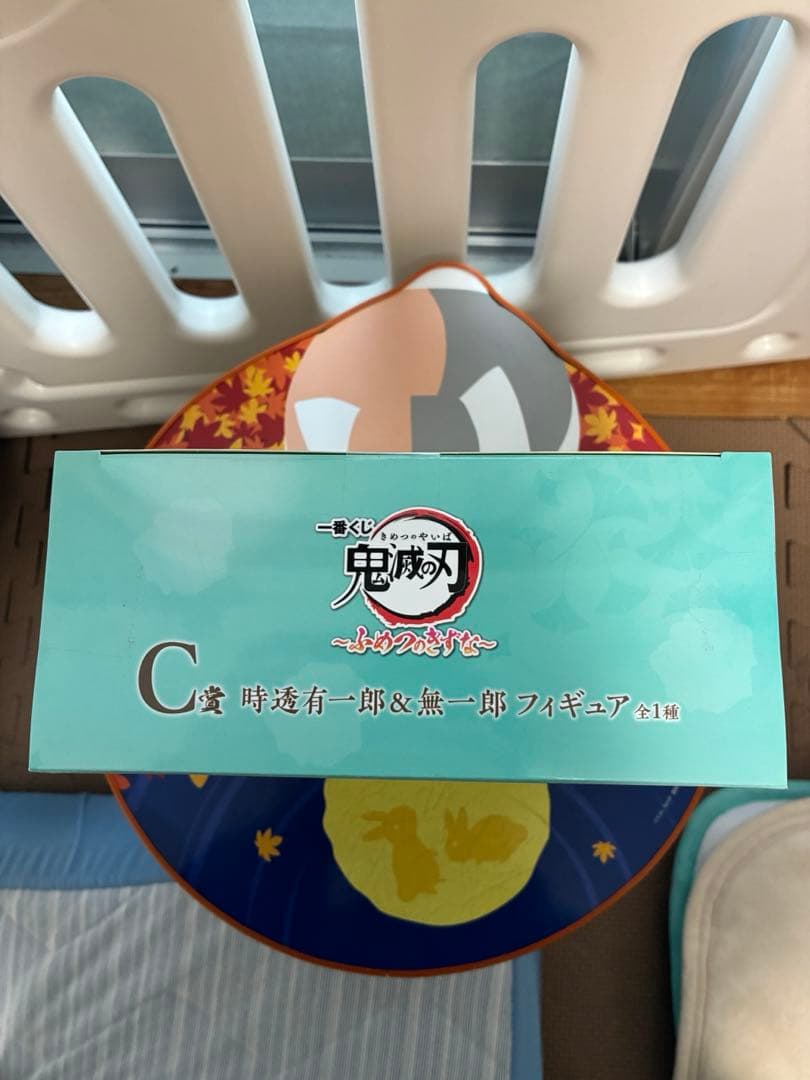 一番くじ
きめつのやいば
鬼滅の刃
～ふめつのきずな～
C賞 時透有一郎&無一郎 フィギュア 全1種